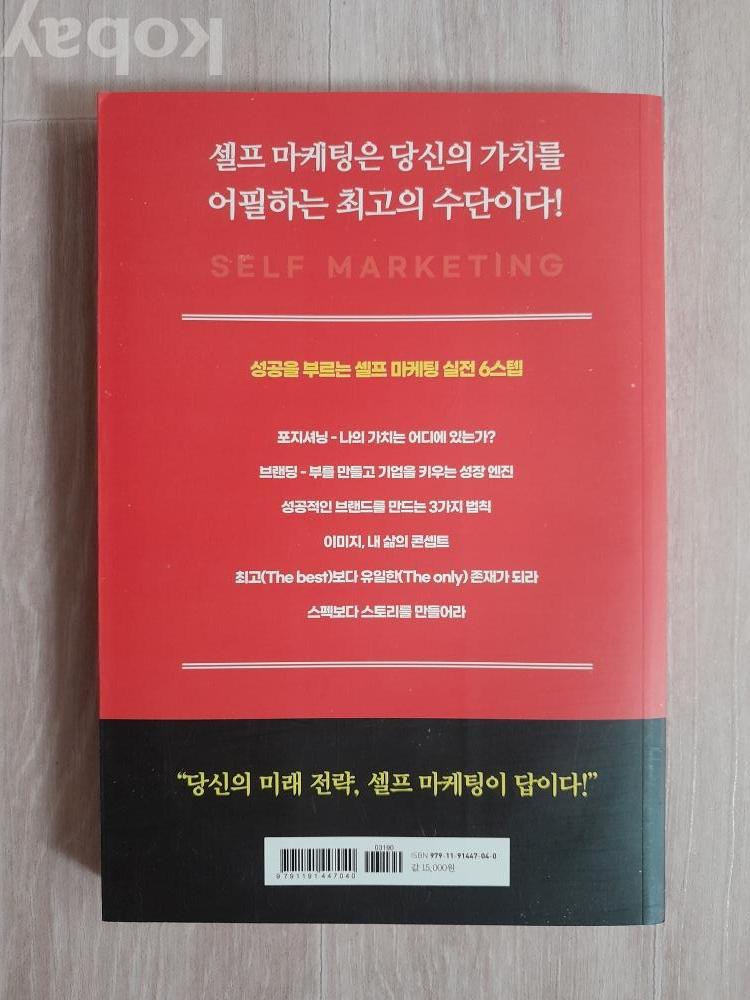 kobay
셀프 마케팅은 당신의 가치를
어필하는 최고의 수단이다!
SELF MARKETING
성공을 부르는 셀프 마케팅 실전 6스텝
포지셔닝 - 나의 가치는 어디에 있는가?
브랜딩 - 부를 만들고 기업을 키우는 성장 엔진
성공적인 브랜드를 만드는 3가지 법칙
이미지, 내 삶의 콘셉트
최고(The best)보다 유일한(The only) 존재가 되라
스펙보다 스토리를 만들어라
“당신의 미래 전략, 셀프 마케팅이 답이다!”
03190
ISBN 979-11-91447-04-0
값 15,000원
9791191447040